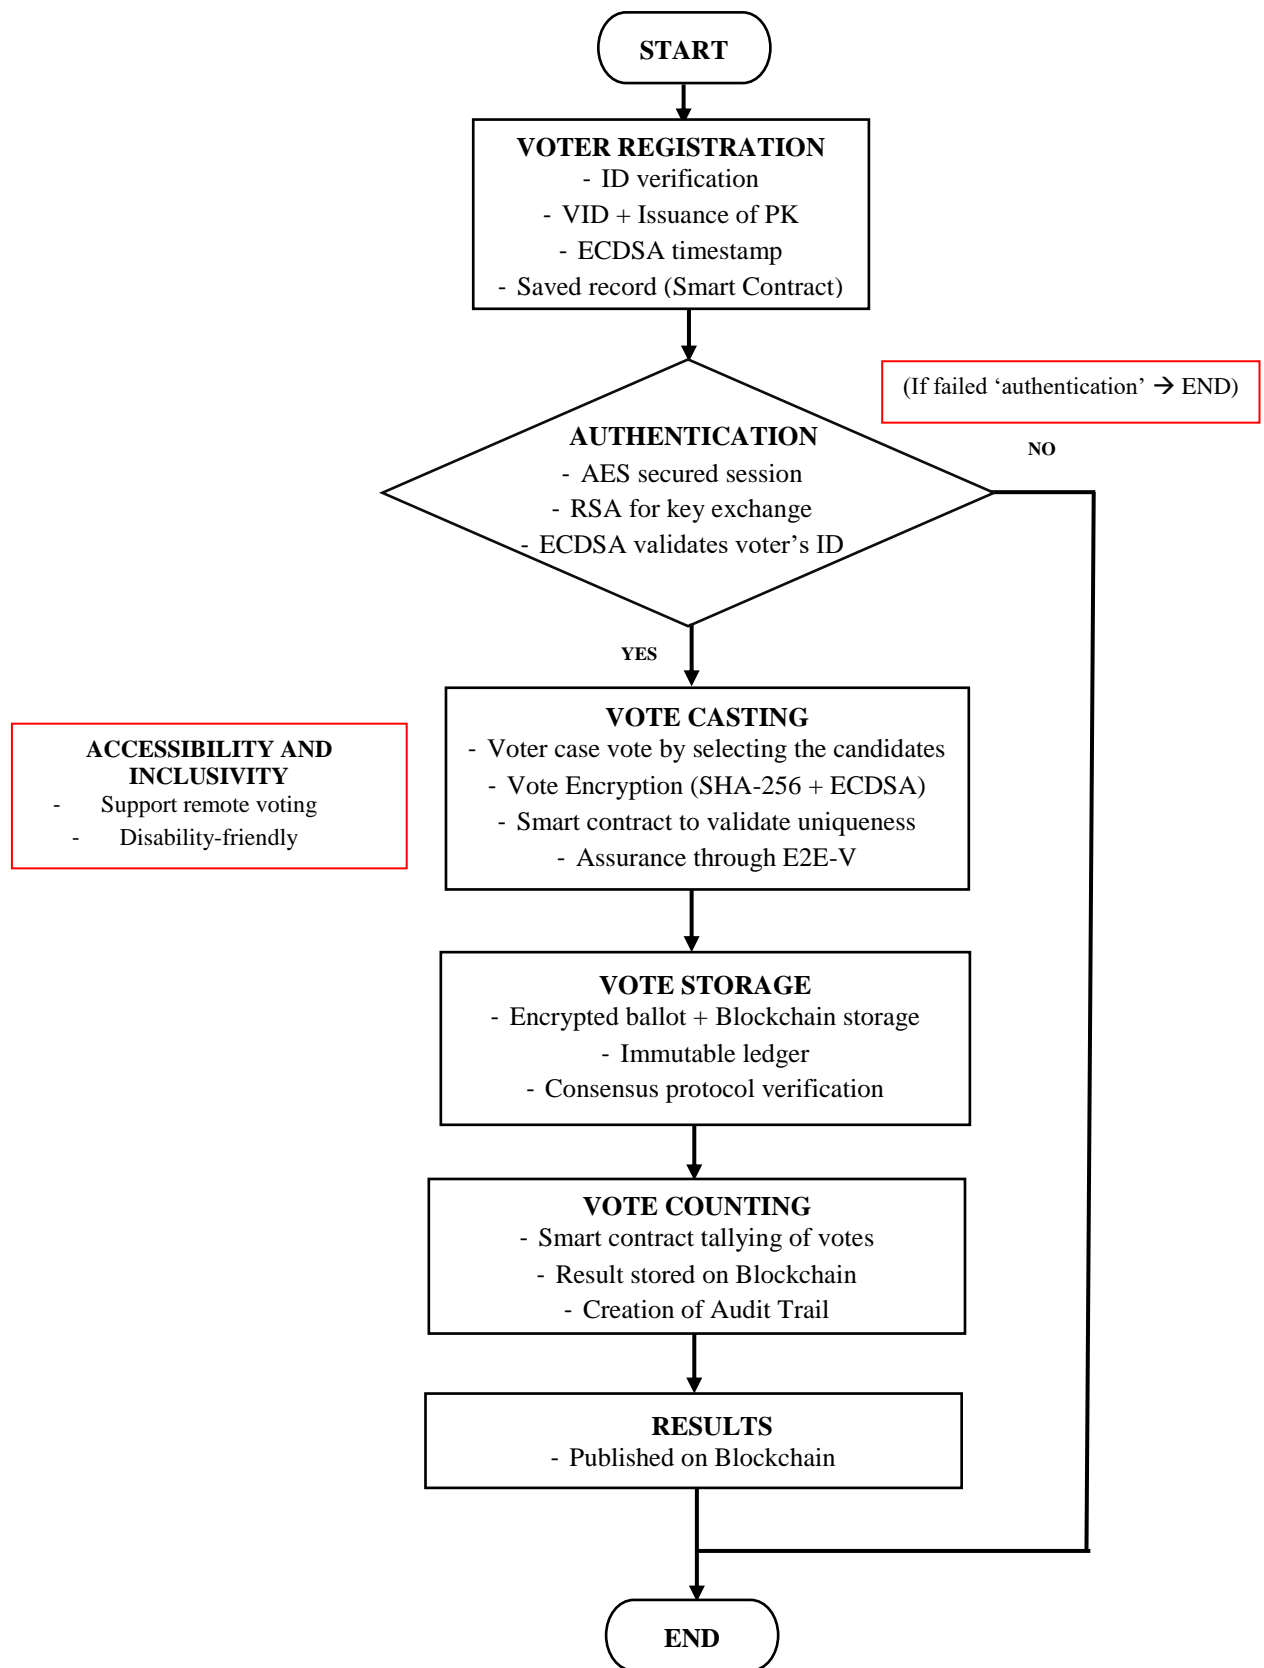 START
VOTER REGISTRATION
- ID verification
- VID + Issuance of PK
- ECDSA timestamp
- Saved record (Smart Contract)
(If failed ‘authentication’ → END)
AUTHENTICATION
- AES secured session
- RSA for key exchange
- ECDSA validates voter’s ID
NO
YES
VOTE CASTING
- Voter case vote by selecting the candidates
- Vote Encryption (SHA-256 + ECDSA)
- Smart contract to validate uniqueness
- Assurance through E2E-V
ACCESSIBILITY AND
INCLUSIVITY
- Support remote voting
- Disability-friendly
VOTE STORAGE
- Encrypted ballot + Blockchain storage
- Immutable ledger
- Consensus protocol verification
VOTE COUNTING
- Smart contract tallying of votes
- Result stored on Blockchain
- Creation of Audit Trail
RESULTS
- Published on Blockchain
END